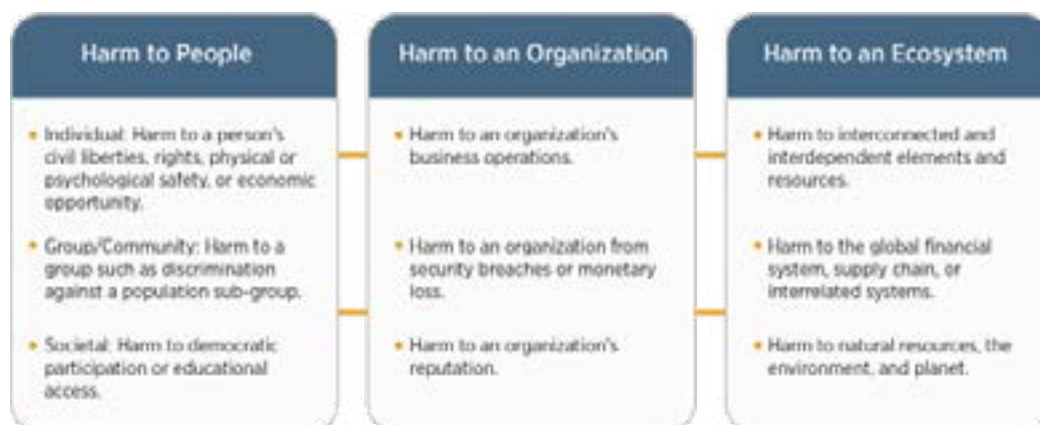 Harm to People
• Individual: Harm to a person's
civil liberties, rights, physical or
psychological safety, or economic
opportunity.
• Group/Community: Harm to a
group such as discrimination
against a population sub-group.
• Societal: Harm to democratic
participation or educational
access.
Harm to an Organization
• Harm to an organization's
business operations.
• Harm to an organization from
security breaches or monetary
loss.
• Harm to an organization's
reputation.
Harm to an Ecosystem
• Harm to interconnected and
interdependent elements and
resources.
• Harm to the global financial
system, supply chain, or
interrelated systems.
• Harm to natural resources, the
environment, and planet.